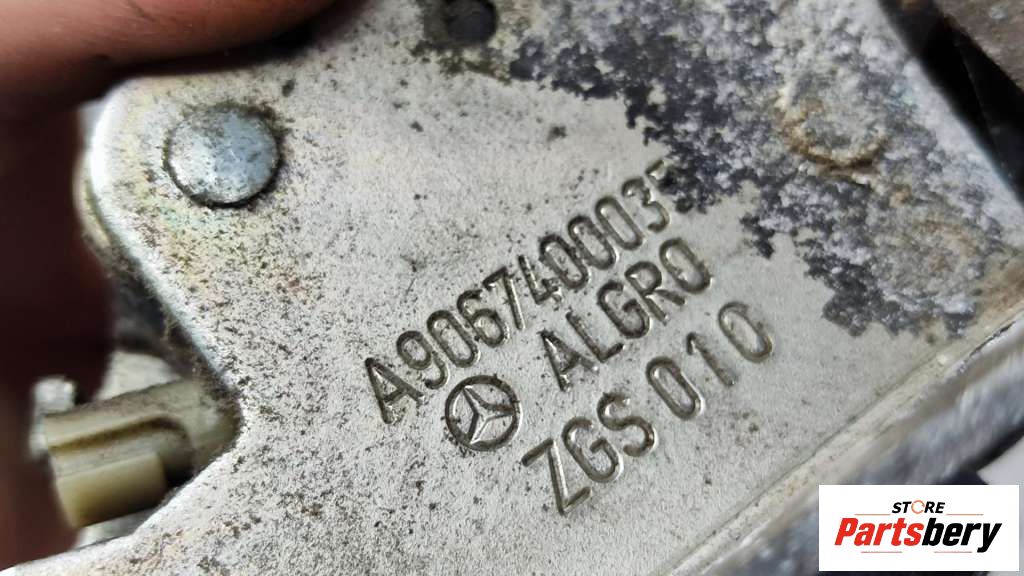 A9067400035
ALGRO
ZGS 010
STORE
Partsbery